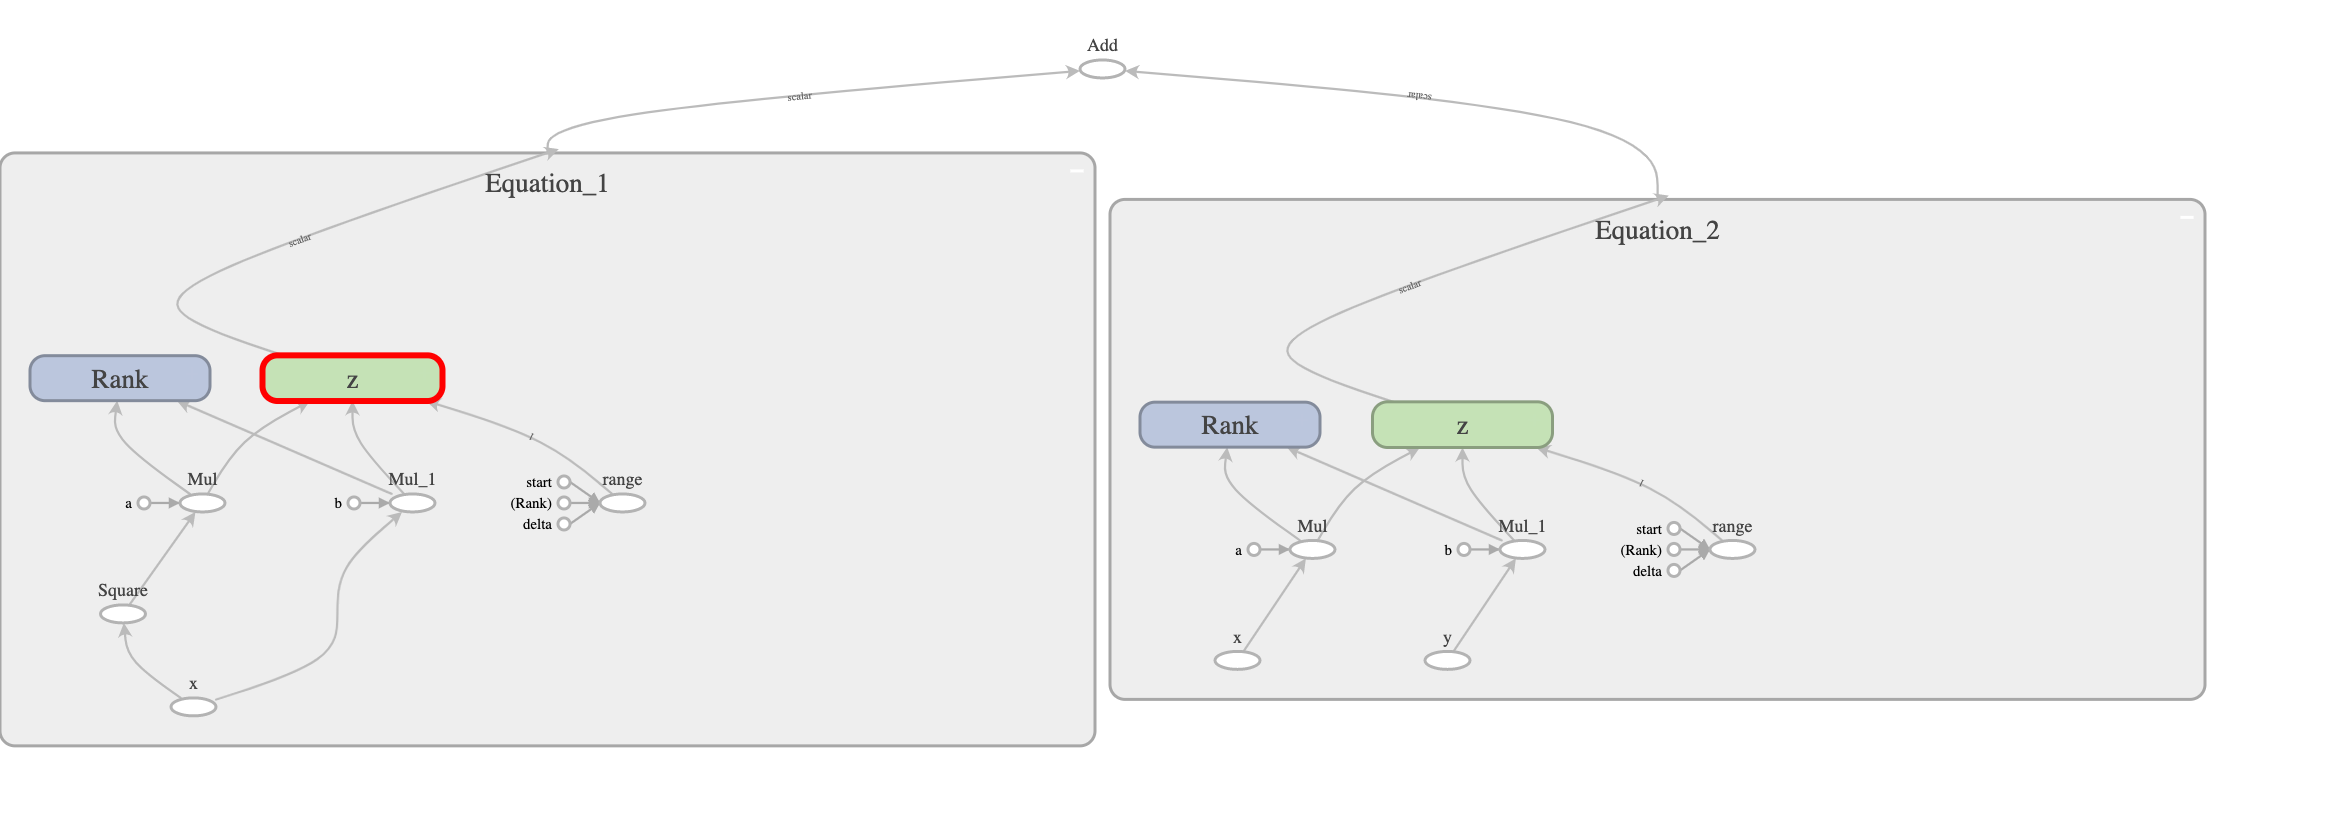 Add
scalar
scalar
Equation_1
Equation_2
scalar
scalar
Rank
z
Rank
z
Mul
Mul_1
start
range
a
b
(Rank)
delta
Mul
Mul_1
start
range
a
b
(Rank)
delta
Square
x
x
y